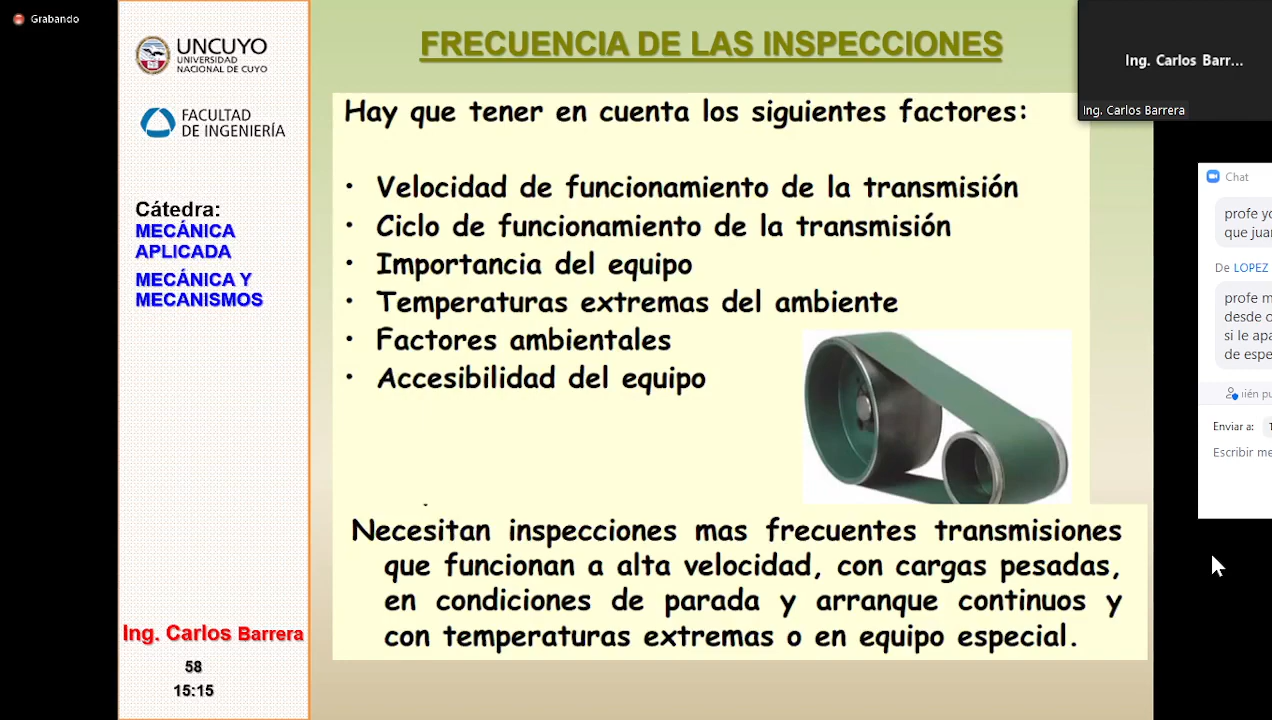 Grabando
UNCUYO
UNIVERSIDAD
NACIONAL DE CUYO
FACULTAD
DE INGENIERÍA
Cátedra:
MECÁNICA
APLICADA
MECÁNICA Y
MECANISMOS
Ing. Carlos Barrera
58
15:15
FRECUENCIA DE LAS INSPECCIONES
Hay que tener en cuenta los siguientes factores:
• Velocidad de funcionamiento de la transmisión
• Ciclo de funcionamiento de la transmisión
• Importancia del equipo
• Temperaturas extremas del ambiente
• Factores ambientales
• Accesibilidad del equipo
Necesitan inspecciones mas frecuentes transmisiones
que funcionan a alta velocidad, con cargas pesadas,
en condiciones de parada y arranque continuos y
con temperaturas extremas o en equipo especial.
Ing. Carlos Barr...
Ing. Carlos Barrera
Chat
profe
que
De LOPEZ
profe
desde
si le
de
Enviar a:
Escribir